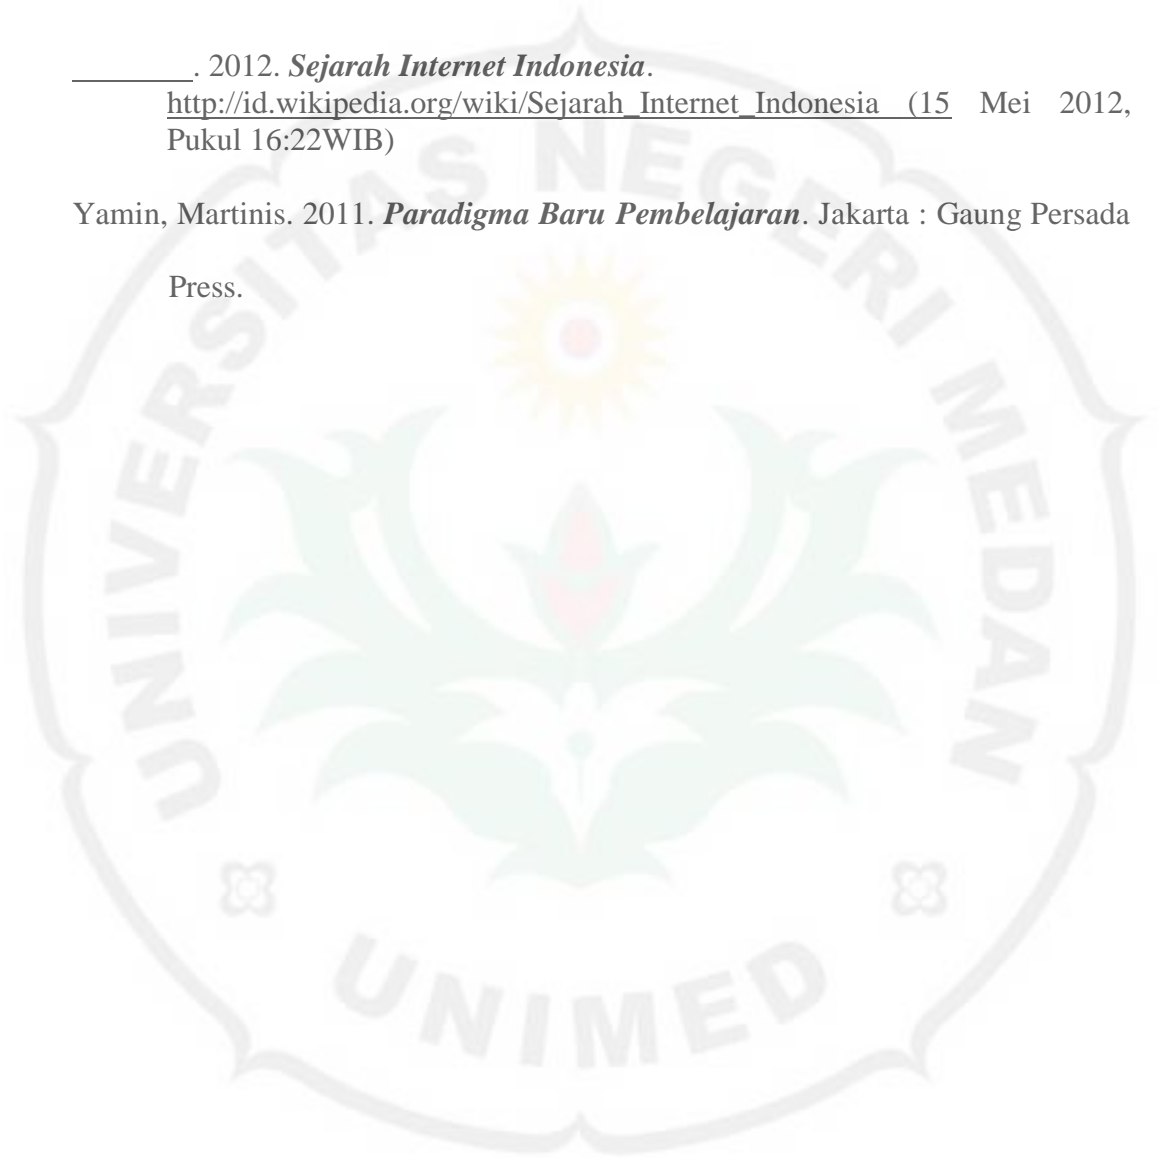 ________. 2012. Sejarah Internet Indonesia.
http://id.wikipedia.org/wiki/Sejarah_Internet_Indonesia (15 Mei 2012,
Pukul 16:22WIB)
Yamin, Martinis. 2011. Paradigma Baru Pembelajaran. Jakarta : Gaung Persada
Press.
UNIVERSITAS NEGERI MEDAN
UNIMED